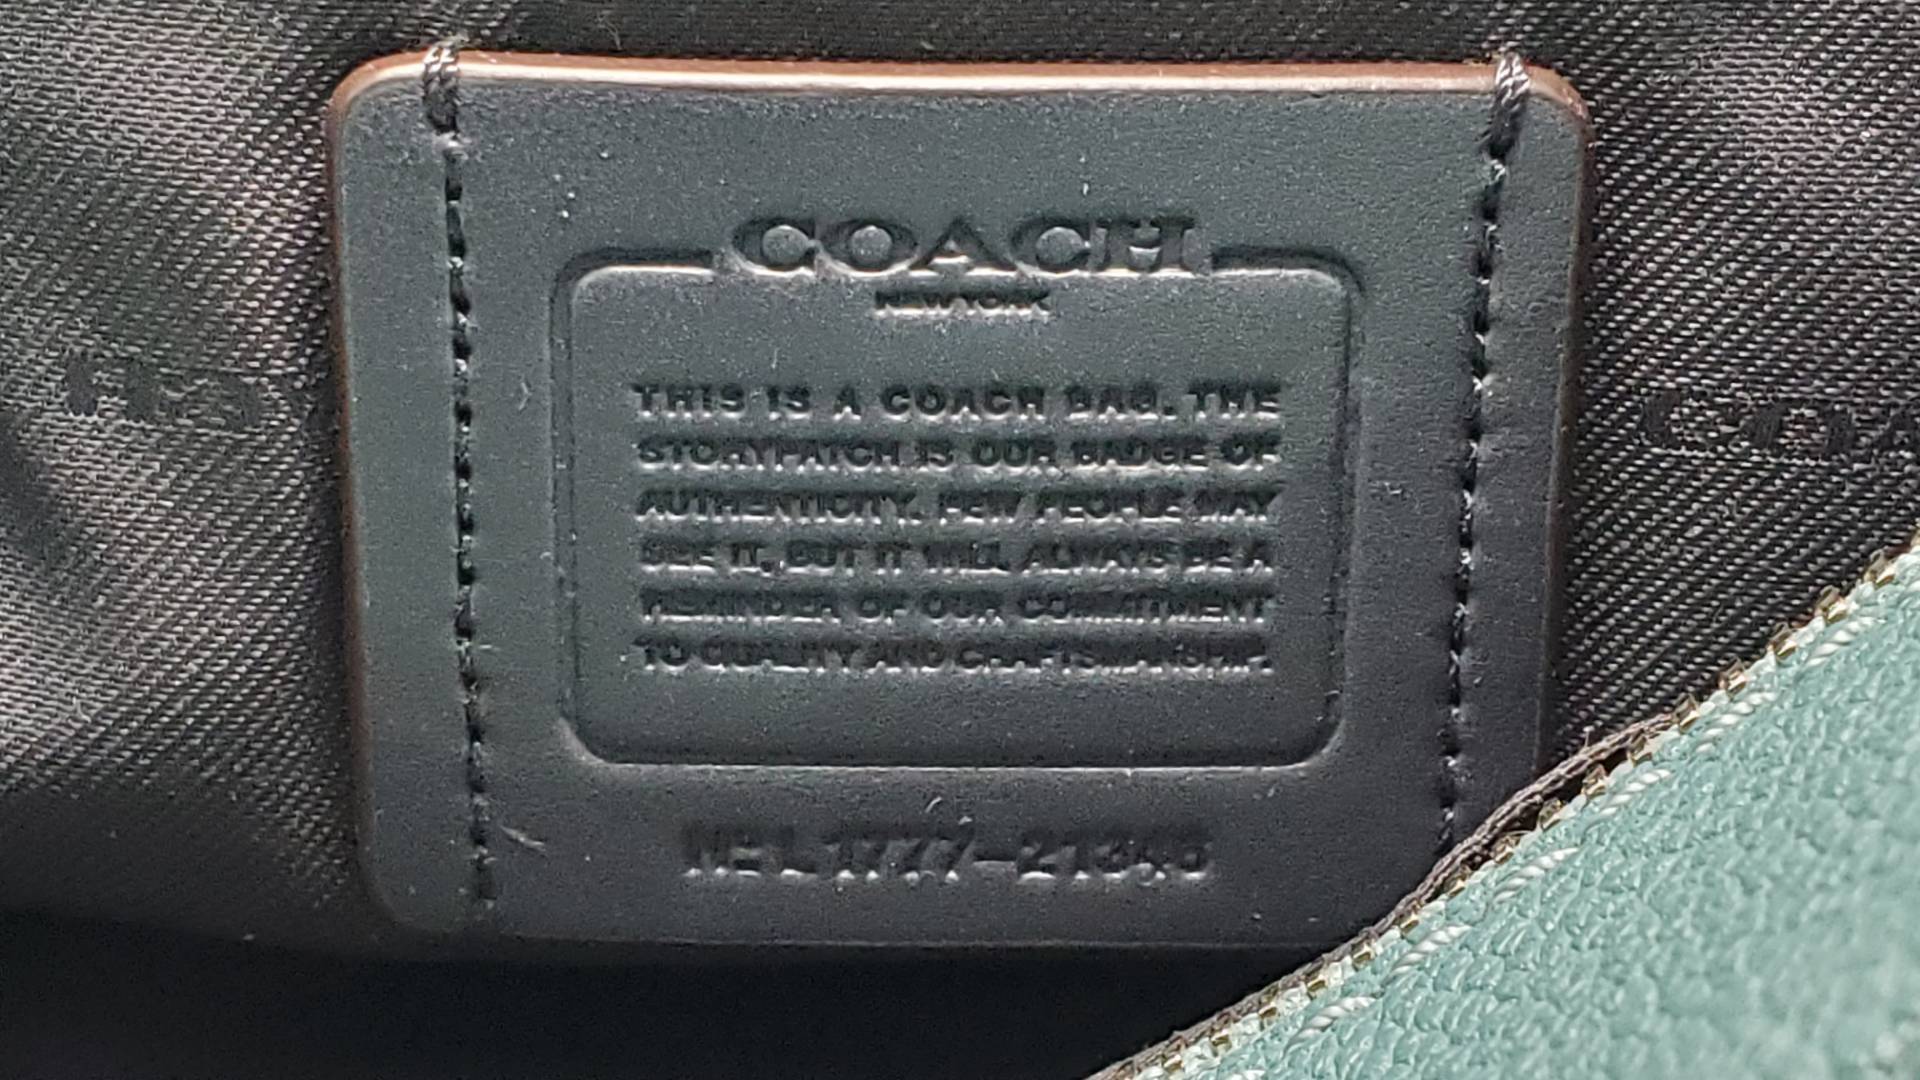 COACH
NEW YORK
THIS IS A COACH BAG. THE
STORYPATCH IS OUR BADGE OF
AUTHENTICITY. FEW PEOPLE MAY
SEE IT, BUT IT WILL ALWAYS BE A
REMINDER OF OUR COMMITMENT
TO QUALITY AND CRAFTSMANSHIP.